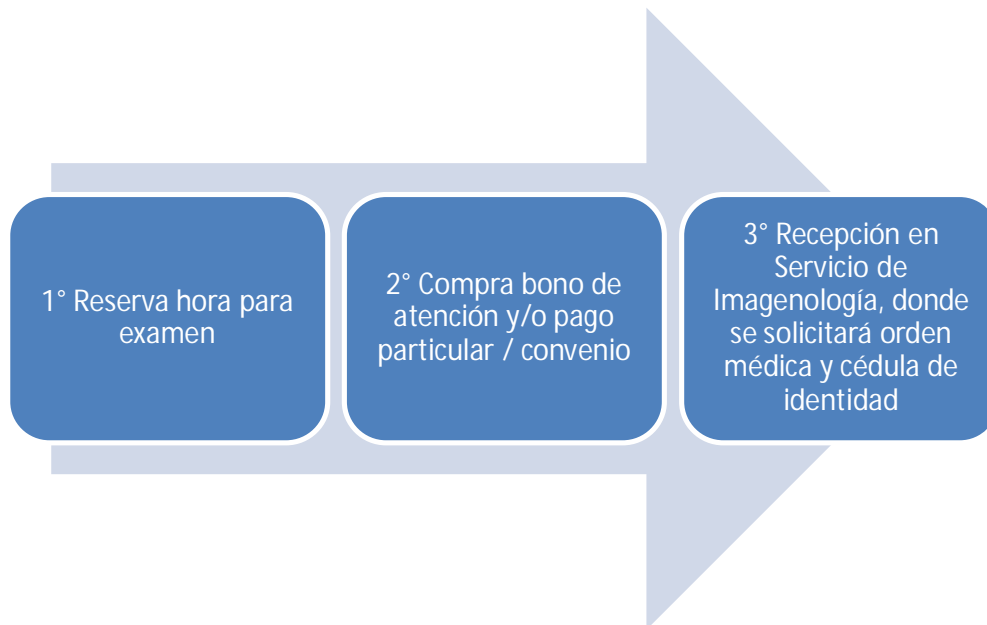 1° Reserva hora para
examen
2° Compra bono de
atención y/o pago
particular / convenio
3° Recepción en
Servicio de
Imagenología, donde
se solicitará orden
médica y cédula de
identidad